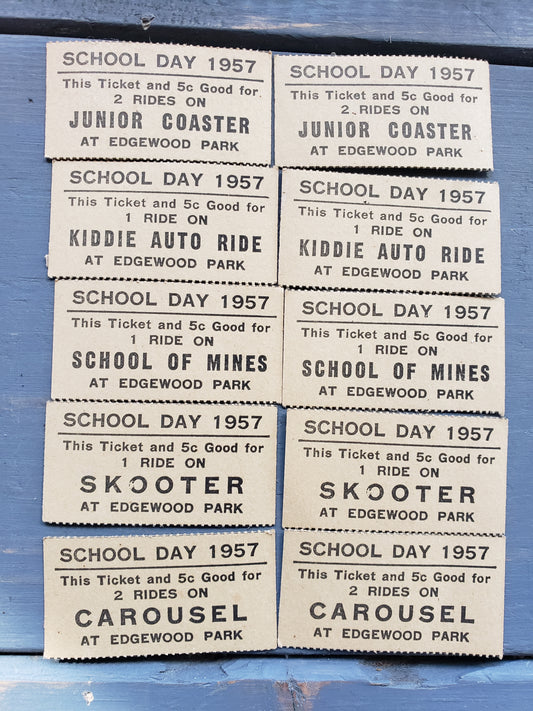 SCHOOL DAY 1957
This Ticket and 5c Good for
2 RIDES ON
JUNIOR COASTER
AT EDGEWOOD PARK
SCHOOL DAY 1957
This Ticket and 5c Good for
2 RIDES ON
JUNIOR COASTER
AT EDGEWOOD PARK
SCHOOL DAY 1957
This Ticket and 5c Good for
1 RIDE ON
KIDDIE AUTO RIDE
AT EDGEWOOD PARK
SCHOOL DAY 1957
This Ticket and 5c Good for
1 RIDE ON
KIDDIE AUTO RIDE
AT EDGEWOOD PARK
SCHOOL DAY 1957
This Ticket and 5c Good for
1 RIDE ON
SCHOOL OF MINES
AT EDGEWOOD PARK
SCHOOL DAY 1957
This Ticket and 5c Good for
1 RIDE ON
SCHOOL OF MINES
AT EDGEWOOD PARK
SCHOOL DAY 1957
This Ticket and 5c Good for
1 RIDE ON
SKOOTER
AT EDGEWOOD PARK
SCHOOL DAY 1957
This Ticket and 5c Good for
1 RIDE ON
SKOOTER
AT EDGEWOOD PARK
SCHOOL DAY 1957
This Ticket and 5c Good for
2 RIDES ON
CAROUSEL
AT EDGEWOOD PARK
SCHOOL DAY 1957
This Ticket and 5c Good for
2 RIDES ON
CAROUSEL
AT EDGEWOOD PARK